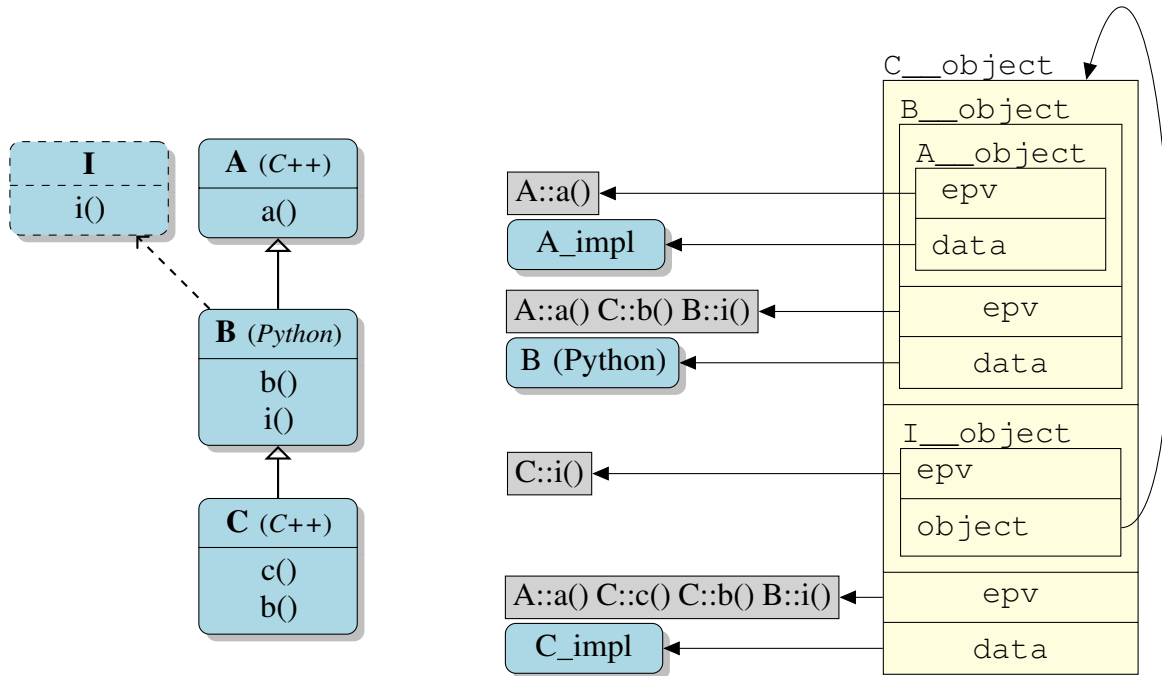 I
i()
A (C++)
a()
B (Python)
b()
i()
C (C++)
c()
b()
C__object
B__object
A__object
A::a()
epv
A_impl
data
A::a() C::b() B::i()
epv
B (Python)
data
I__object
C::i()
epv
object
A::a() C::c() C::b() B::i()
epv
C_impl
data